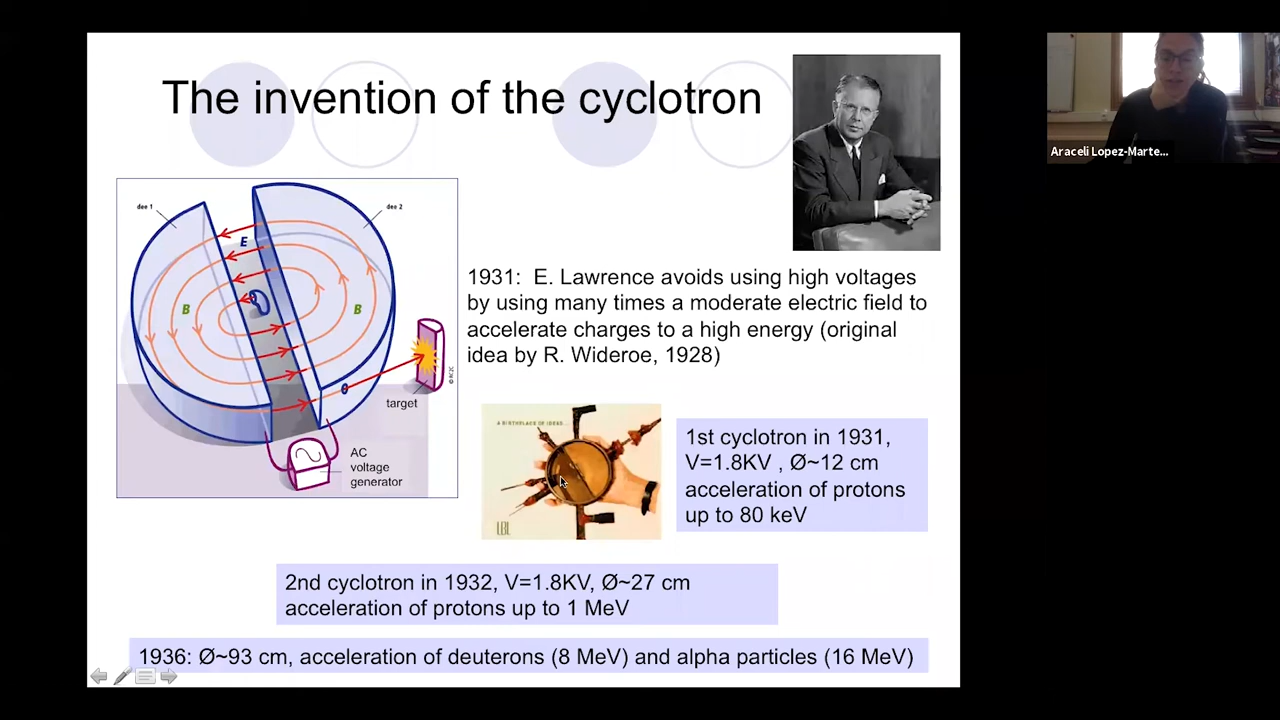 The invention of the cyclotron
Araceli Lopez-Marte...
dee 1
dee 2
E
B
B
target
AC
voltage
generator
1931: E. Lawrence avoids using high voltages
by using many times a moderate electric field to
accelerate charges to a high energy (original
idea by R. Wideroe, 1928)
A BIRTHPLACE OF IDEAS...
LBL
1st cyclotron in 1931,
V=1.8KV , Ø~12 cm
acceleration of protons
up to 80 keV
2nd cyclotron in 1932, V=1.8KV, Ø~27 cm
acceleration of protons up to 1 MeV
1936: Ø~93 cm, acceleration of deuterons (8 MeV) and alpha particles (16 MeV)